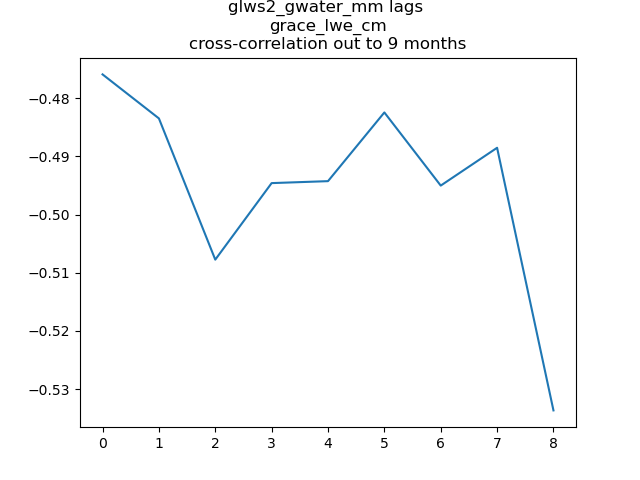 glws2_gwater_mm lags
grace_lwe_cm
cross-correlation out to 9 months
−0.48
−0.49
−0.50
−0.51
−0.52
−0.53
0 1 2 3 4 5 6 7 8